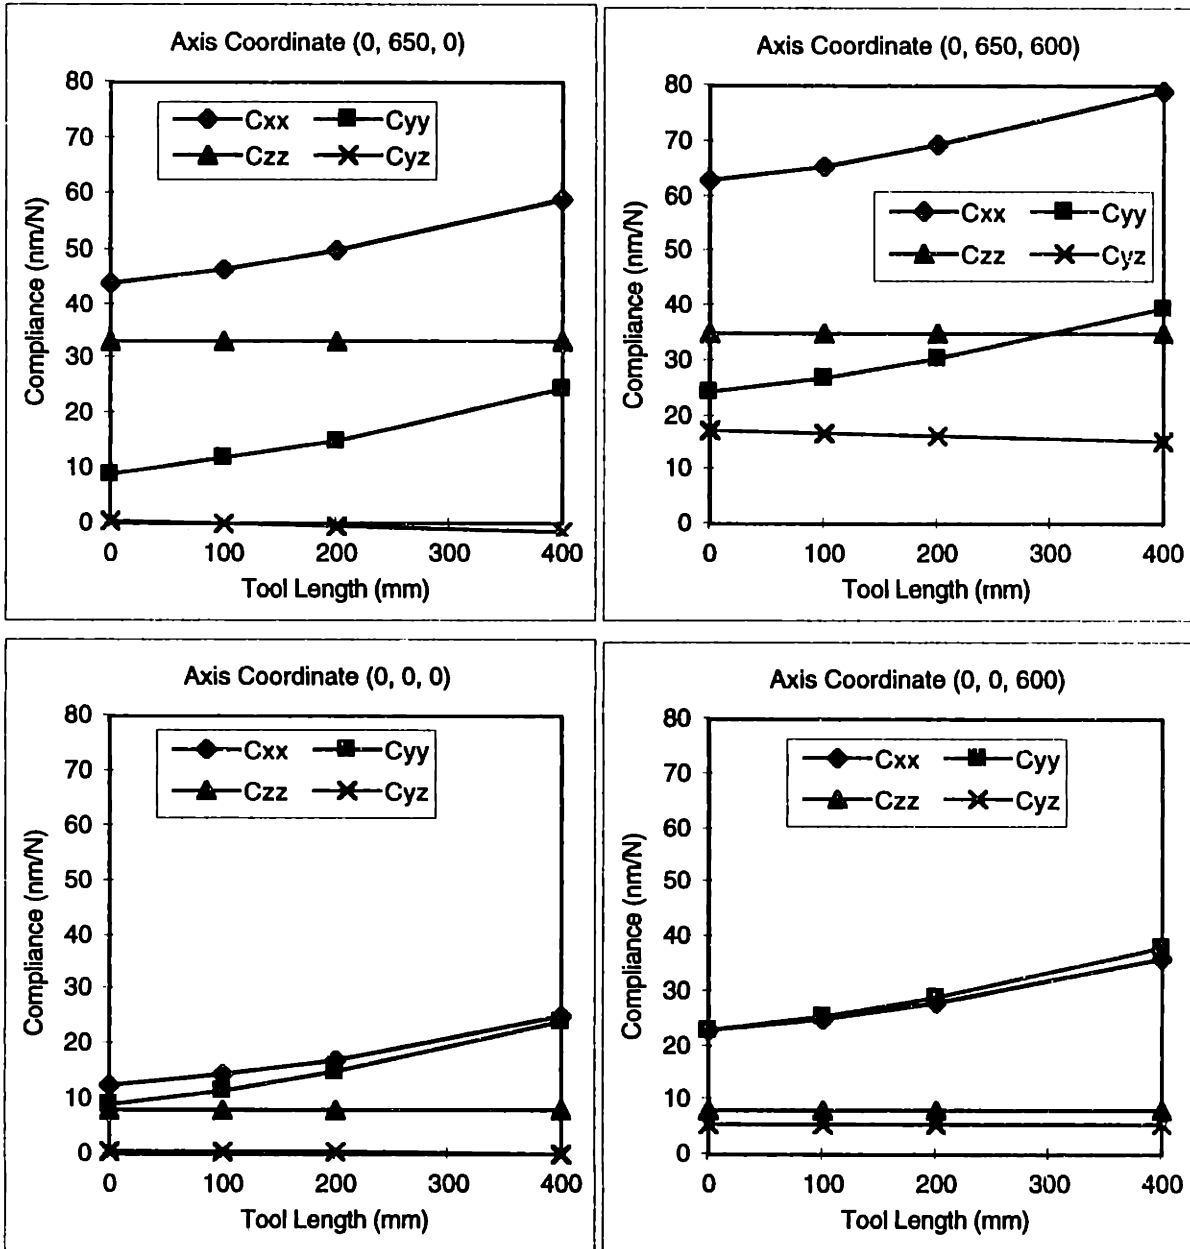 Axis Coordinate (0, 650, 0)
80
70
60
50
40
30
20
10
0
Compliance (nm/N)
Cxx Cyy
Czz Cyz
0 100 200 300 400
Tool Length (mm)
Axis Coordinate (0, 650, 600)
80
70
60
50
40
30
20
10
0
Compliance (nm/N)
Cxx Cyy
Czz Cyz
0 100 200 300 400
Tool Length (mm)
Axis Coordinate (0, 0, 0)
80
70
60
50
40
30
20
10
0
Compliance (nm/N)
Cxx Cyy
Czz Cyz
0 100 200 300 400
Tool Length (mm)
Axis Coordinate (0, 0, 600)
80
70
60
50
40
30
20
10
0
Compliance (nm/N)
Cxx Cyy
Czz Cyz
0 100 200 300 400
Tool Length (mm)